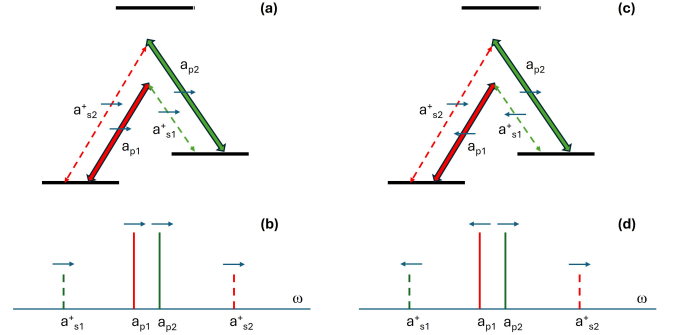 (a)
a_p2
a⁺_s2
a⁺_s1
a_p1
(c)
a_p2
a⁺_s2
a⁺_s1
a_p1
(b)
ω
a⁺_s1
a_p1
a_p2
a⁺_s2
(d)
ω
a⁺_s1
a_p1
a_p2
a⁺_s2